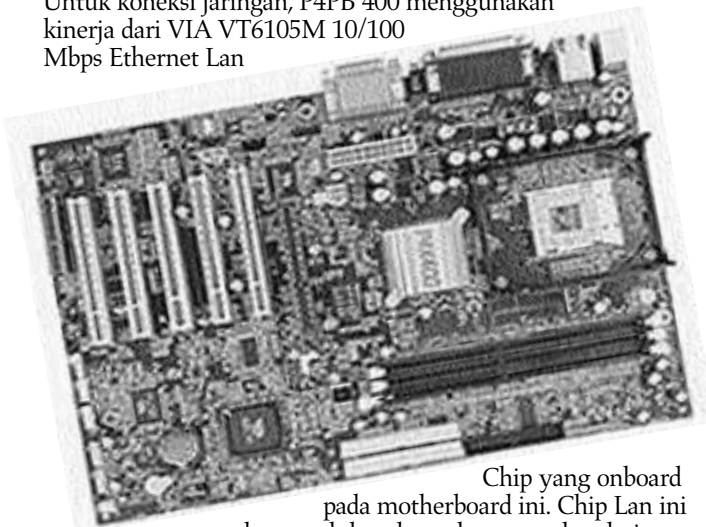 Untuk koneksi jaringan, P4PB 400 menggunakan
kinerja dari VIA VT6105M 10/100
Mbps Ethernet Lan
Chip yang onboard
pada motherboard ini. Chip Lan ini